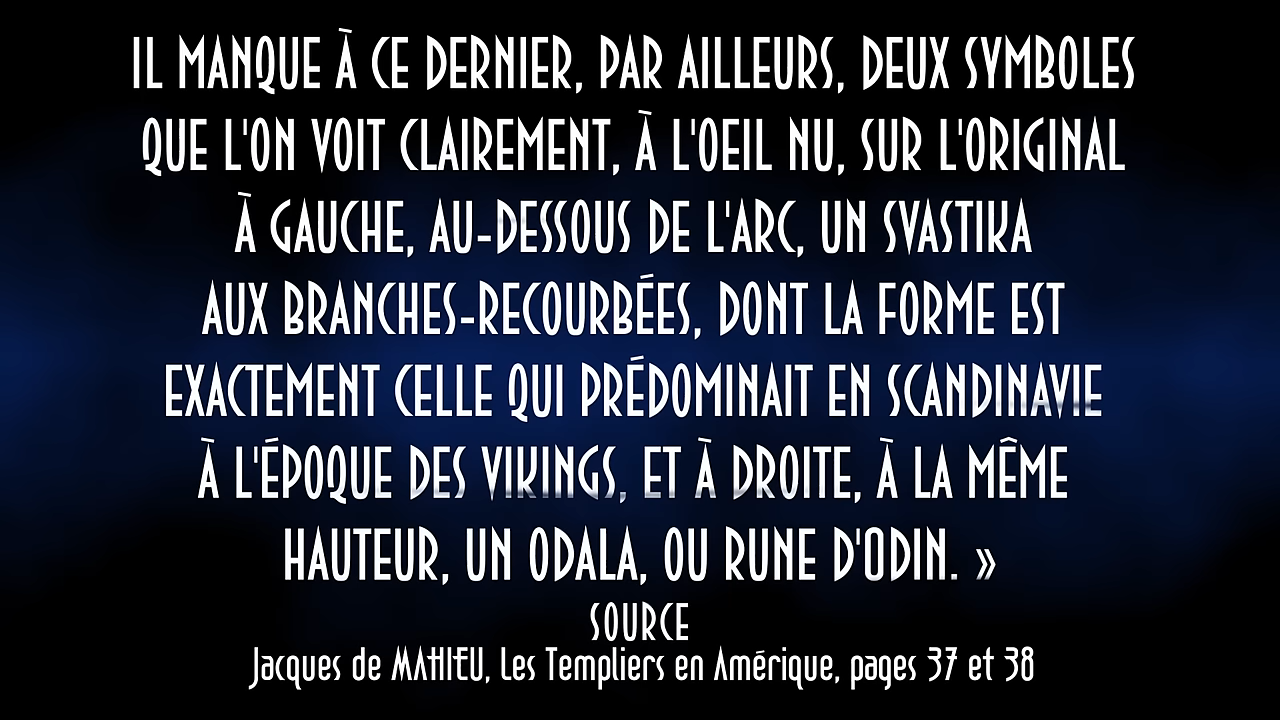 IL MANQUE À CE DERNIER, PAR AILLEURS, DEUX SYMBOLES
QUE L'ON VOIT CLAIREMENT, À L'OEIL NU, SUR L'ORIGINAL
À GAUCHE, AU-DESSOUS DE L'ARC, UN SVASTIKA
AUX BRANCHES-RECOURBÉES, DONT LA FORME EST
EXACTEMENT CELLE QUI PRÉDOMINAIT EN SCANDINAVIE
À L'ÉPOQUE DES VIKINGS, ET À DROITE, À LA MÊME
HAUTEUR, UN ODALA, OU RUNE D'ODIN. »
SOURCE
Jacques de MAHIEU, Les Templiers en Amérique, pages 37 et 38